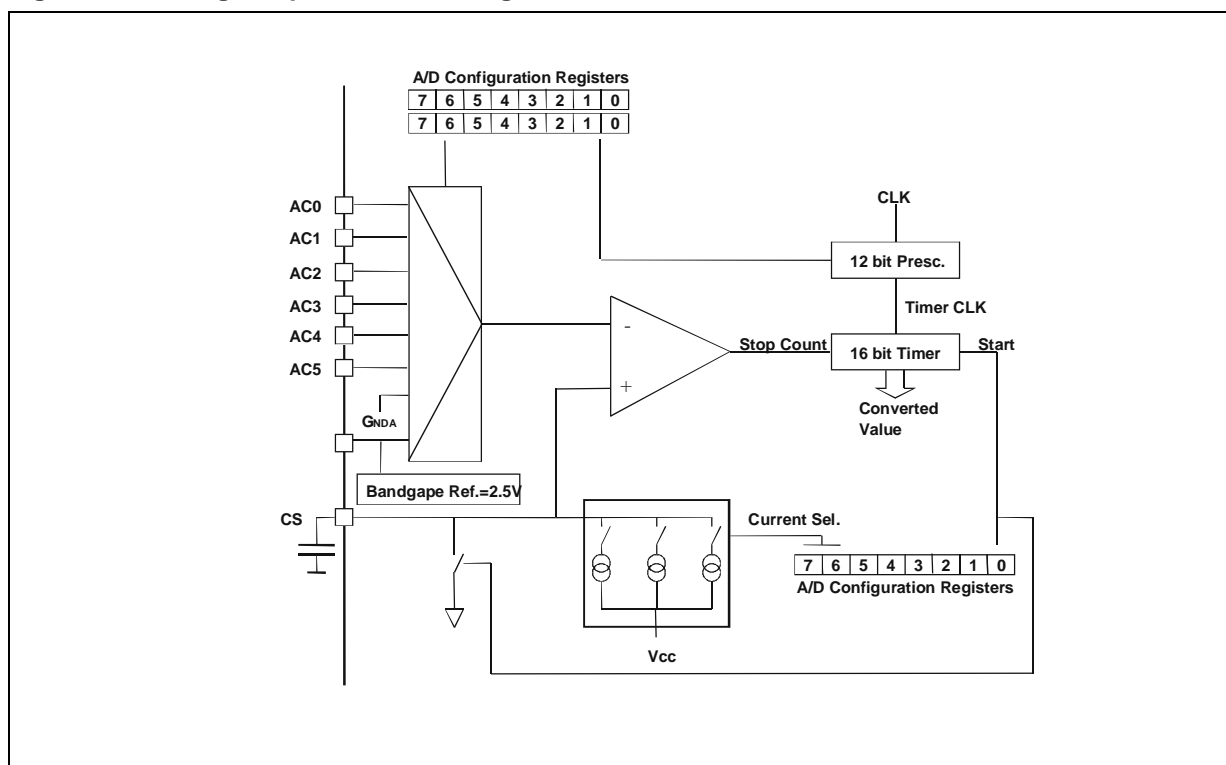 A/D Configuration Registers
7 6 5 4 3 2 1 0
7 6 5 4 3 2 1 0
AC0
AC1
AC2
AC3
AC4
AC5
GNDA
Bandgape Ref.=2.5V
CS
-
+
CLK
12 bit Presc.
Timer CLK
Stop Count
16 bit Timer
Start
Converted
Value
Current Sel.
7 6 5 4 3 2 1 0
A/D Configuration Registers
Vcc